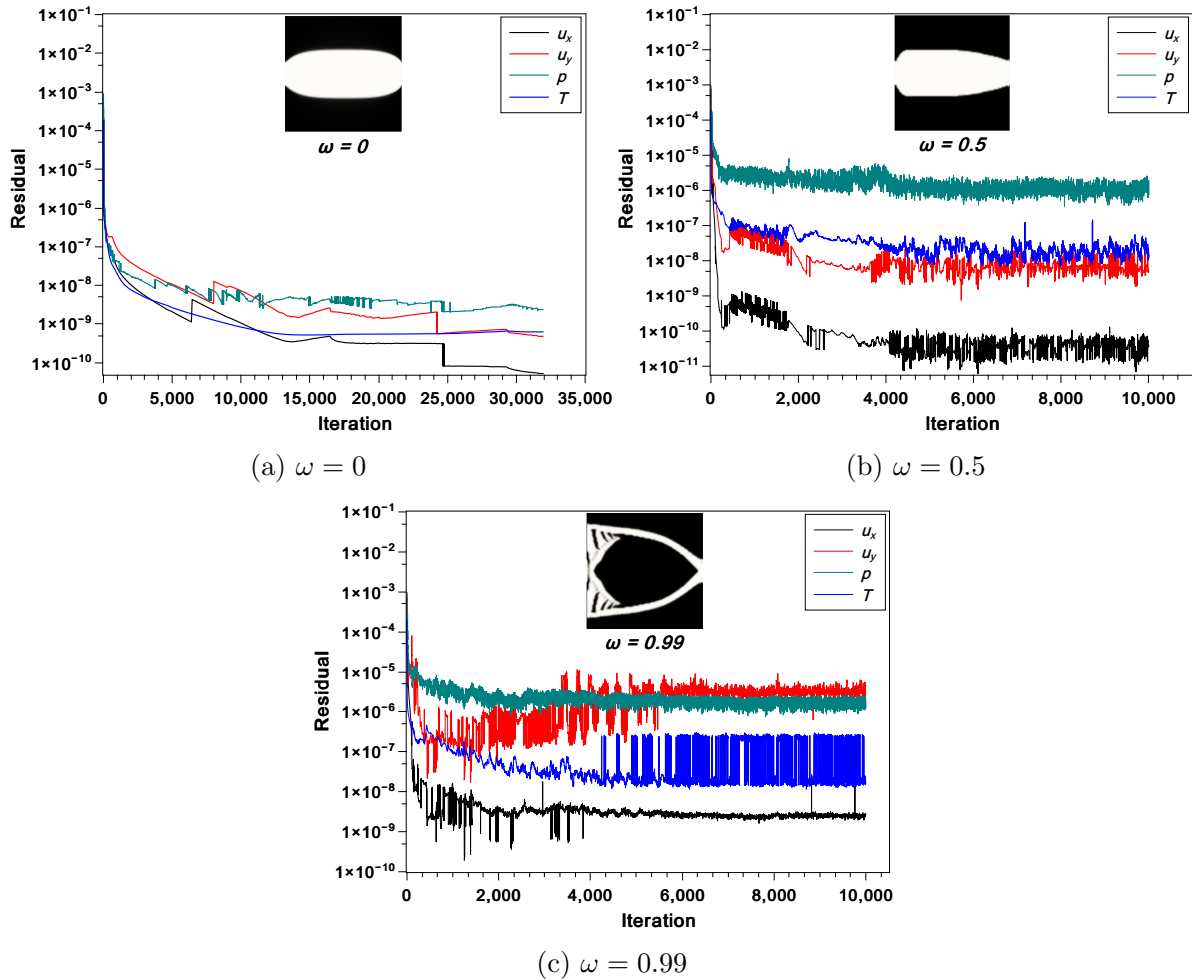 1×10⁻¹
1×10⁻²
1×10⁻³
1×10⁻⁴
1×10⁻⁵
1×10⁻⁶
1×10⁻⁷
1×10⁻⁸
1×10⁻⁹
1×10⁻¹⁰
Residual
0 5,000 10,000 15,000 20,000 25,000 30,000 35,000
Iteration
ω = 0
uₓ
u_y
p
T
(a) ω = 0
1×10⁻¹
1×10⁻²
1×10⁻³
1×10⁻⁴
1×10⁻⁵
1×10⁻⁶
1×10⁻⁷
1×10⁻⁸
1×10⁻⁹
1×10⁻¹⁰
1×10⁻¹¹
Residual
0 2,000 4,000 6,000 8,000 10,000
Iteration
ω = 0.5
uₓ
u_y
p
T
(b) ω = 0.5
1×10⁻¹
1×10⁻²
1×10⁻³
1×10⁻⁴
1×10⁻⁵
1×10⁻⁶
1×10⁻⁷
1×10⁻⁸
1×10⁻⁹
1×10⁻¹⁰
Residual
0 2,000 4,000 6,000 8,000 10,000
Iteration
ω = 0.99
uₓ
u_y
p
T
(c) ω = 0.99